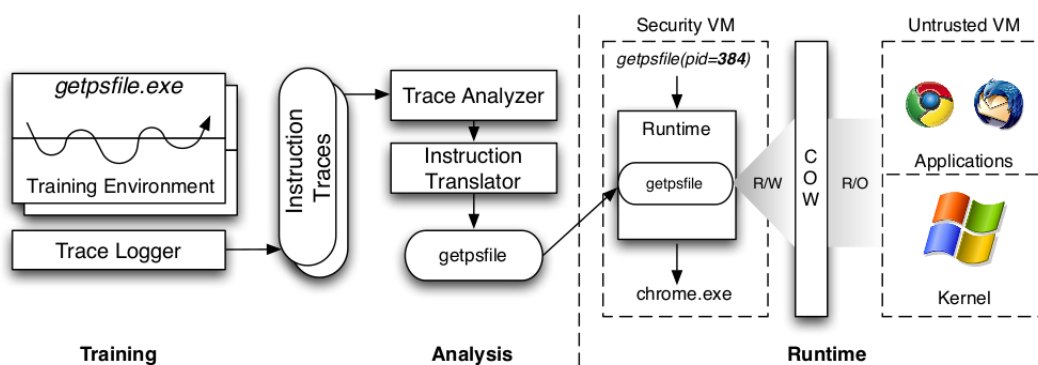 getpsfile.exe
Training Environment
Trace Logger
Instruction
Traces
Trace Analyzer
Instruction
Translator
getpsfile
Security VM
getpsfile(pid=384)
Runtime
getpsfile
chrome.exe
R/W
COW
R/O
Untrusted VM
Applications
Kernel
Training
Analysis
Runtime